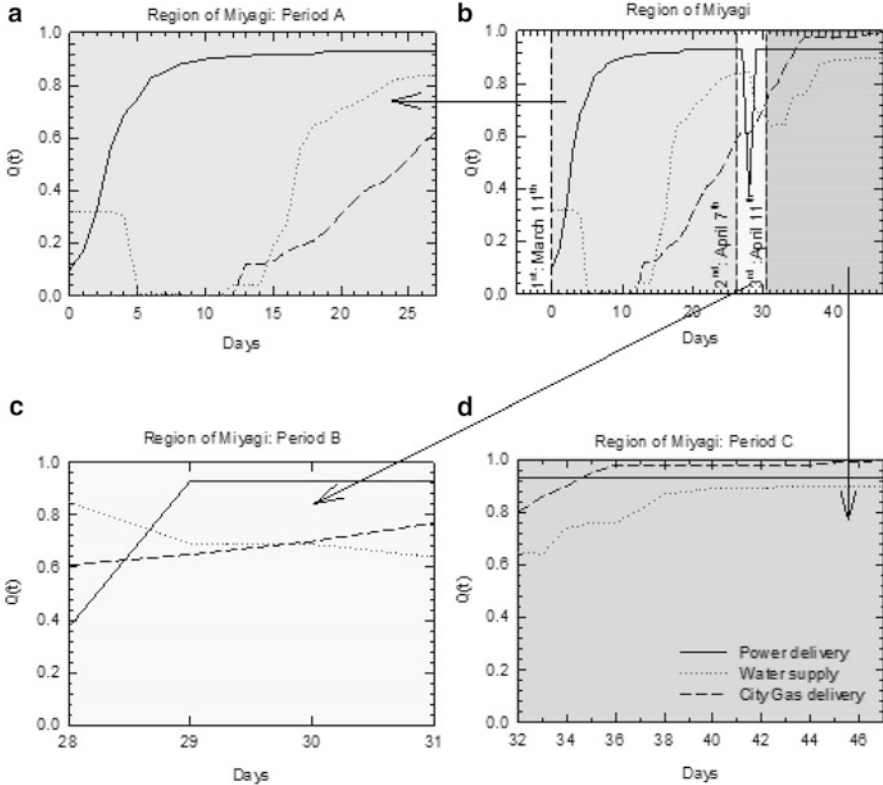 a
Region of Miyagi: Period A
1.0
0.8
0.6
0.4
0.2
0.0
Q(t)
0 5 10 15 20 25
Days
b
Region of Miyagi
1.0
0.8
0.6
0.4
0.2
0.0
Q(t)
1st: March 11th
2nd: April 7th
3nd: April 11th
0 10 20 30 40
Days
c
Region of Miyagi: Period B
1.0
0.8
0.6
0.4
0.2
0.0
Q(t)
28 29 30 31
Days
d
Region of Miyagi: Period C
1.0
0.8
0.6
0.4
0.2
0.0
Q(t)
Power delivery
Water supply
City Gas delivery
32 34 36 38 40 42 44 46
Days